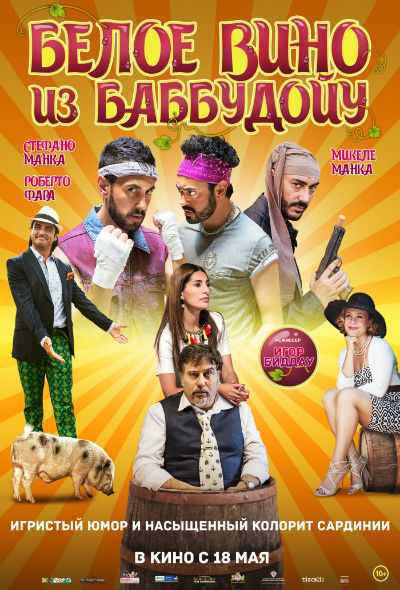 БЕЛОЕ ВИНО
ИЗ БАББУДОЙУ
СТЕФАНО
МАНКА
РОБЕРТО
ФАРА
МИКЕЛЕ
МАНКА
РЕЖИССЕР
ИГОР
БИДДАУ
ИГРИСТЫЙ ЮМОР И НАСЫЩЕННЫЙ КОЛОРИТ САРДИНИИ
В КИНО С 18 МАЯ
tiscali:
16+